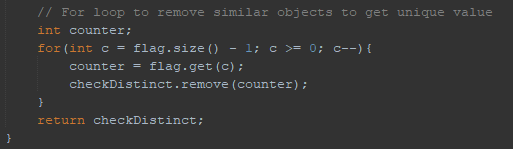 // For loop to remove similar objects to get unique value
int counter;
for(int c = flag.size() - 1; c >= 0; c--){
counter = flag.get(c);
checkDistinct.remove(counter);
}
return checkDistinct;
}